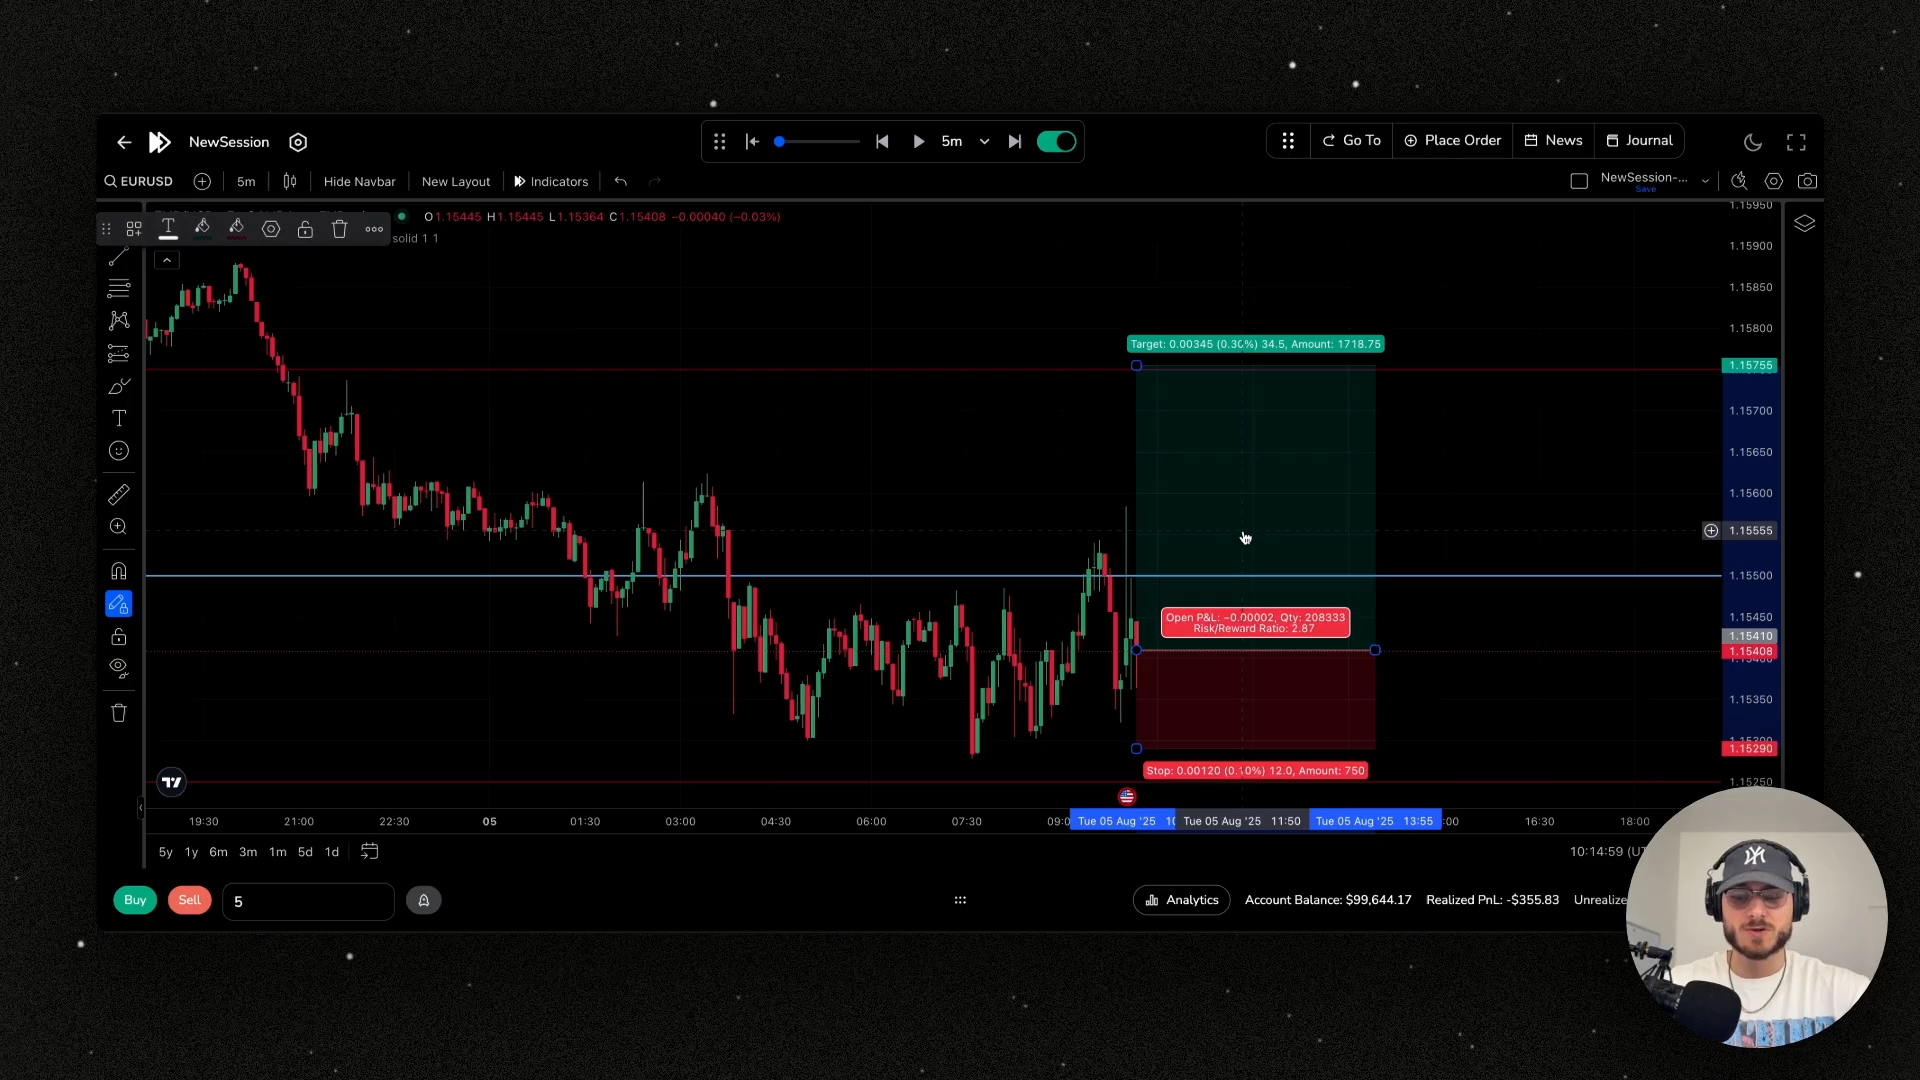 NewSession
5m
Go To
Place Order
News
Journal
EURUSD
5m
Hide Navbar
New Layout
Indicators
NewSession-...
Save
O1.15445 H1.15445 L1.15364 C1.15408 −0.00040 (−0.03%)
solid 1 1
1.15950
1.15900
1.15850
1.15800
1.15755
1.15700
1.15650
1.15600
1.15555
1.15500
1.15450
1.15410
1.15408
1.15350
1.15290
1.15250
Target: 0.00345 (0.30%) 34.5, Amount: 1718.75
Open P&L: −0.00002, Qty: 208333
Risk/Reward Ratio: 2.87
Stop: 0.00120 (0.10%) 12.0, Amount: 750
19:30
21:00
22:30
05
01:30
03:00
04:30
06:00
07:30
Tue 05 Aug '25
Tue 05 Aug '25 11:50
Tue 05 Aug '25 13:55
16:30
18:00
5y 1y 6m 3m 1m 5d 1d
10:14:59
Buy
Sell
5
Analytics
Account Balance: $99,644.17
Realized PnL: -$355.83